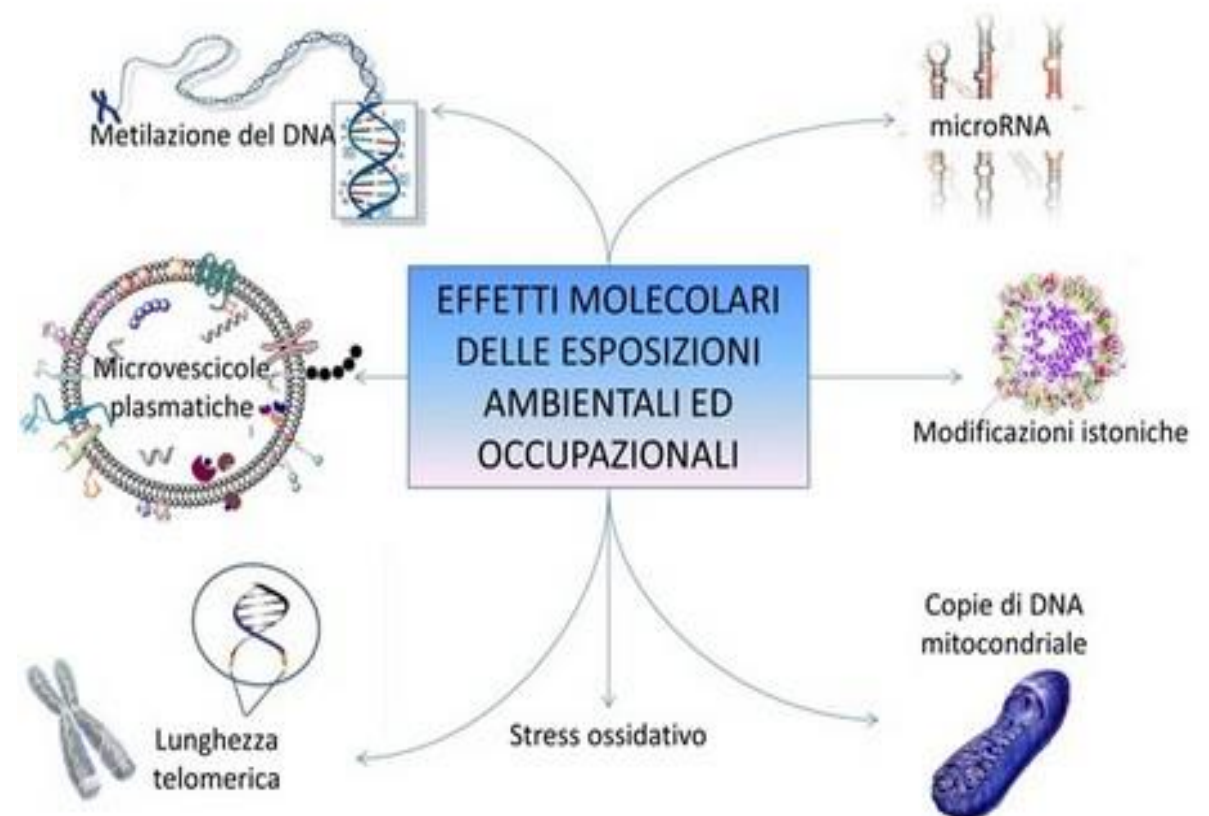 Metilazione del DNA
microRNA
EFFETTI MOLECOLARI
DELLE ESPOSIZIONI
AMBIENTALI ED
OCCUPAZIONALI
Microvescicole
plasmatiche
Modificazioni istoniche
Lunghezza
telomerica
Stress ossidativo
Copie di DNA
mitocondriale